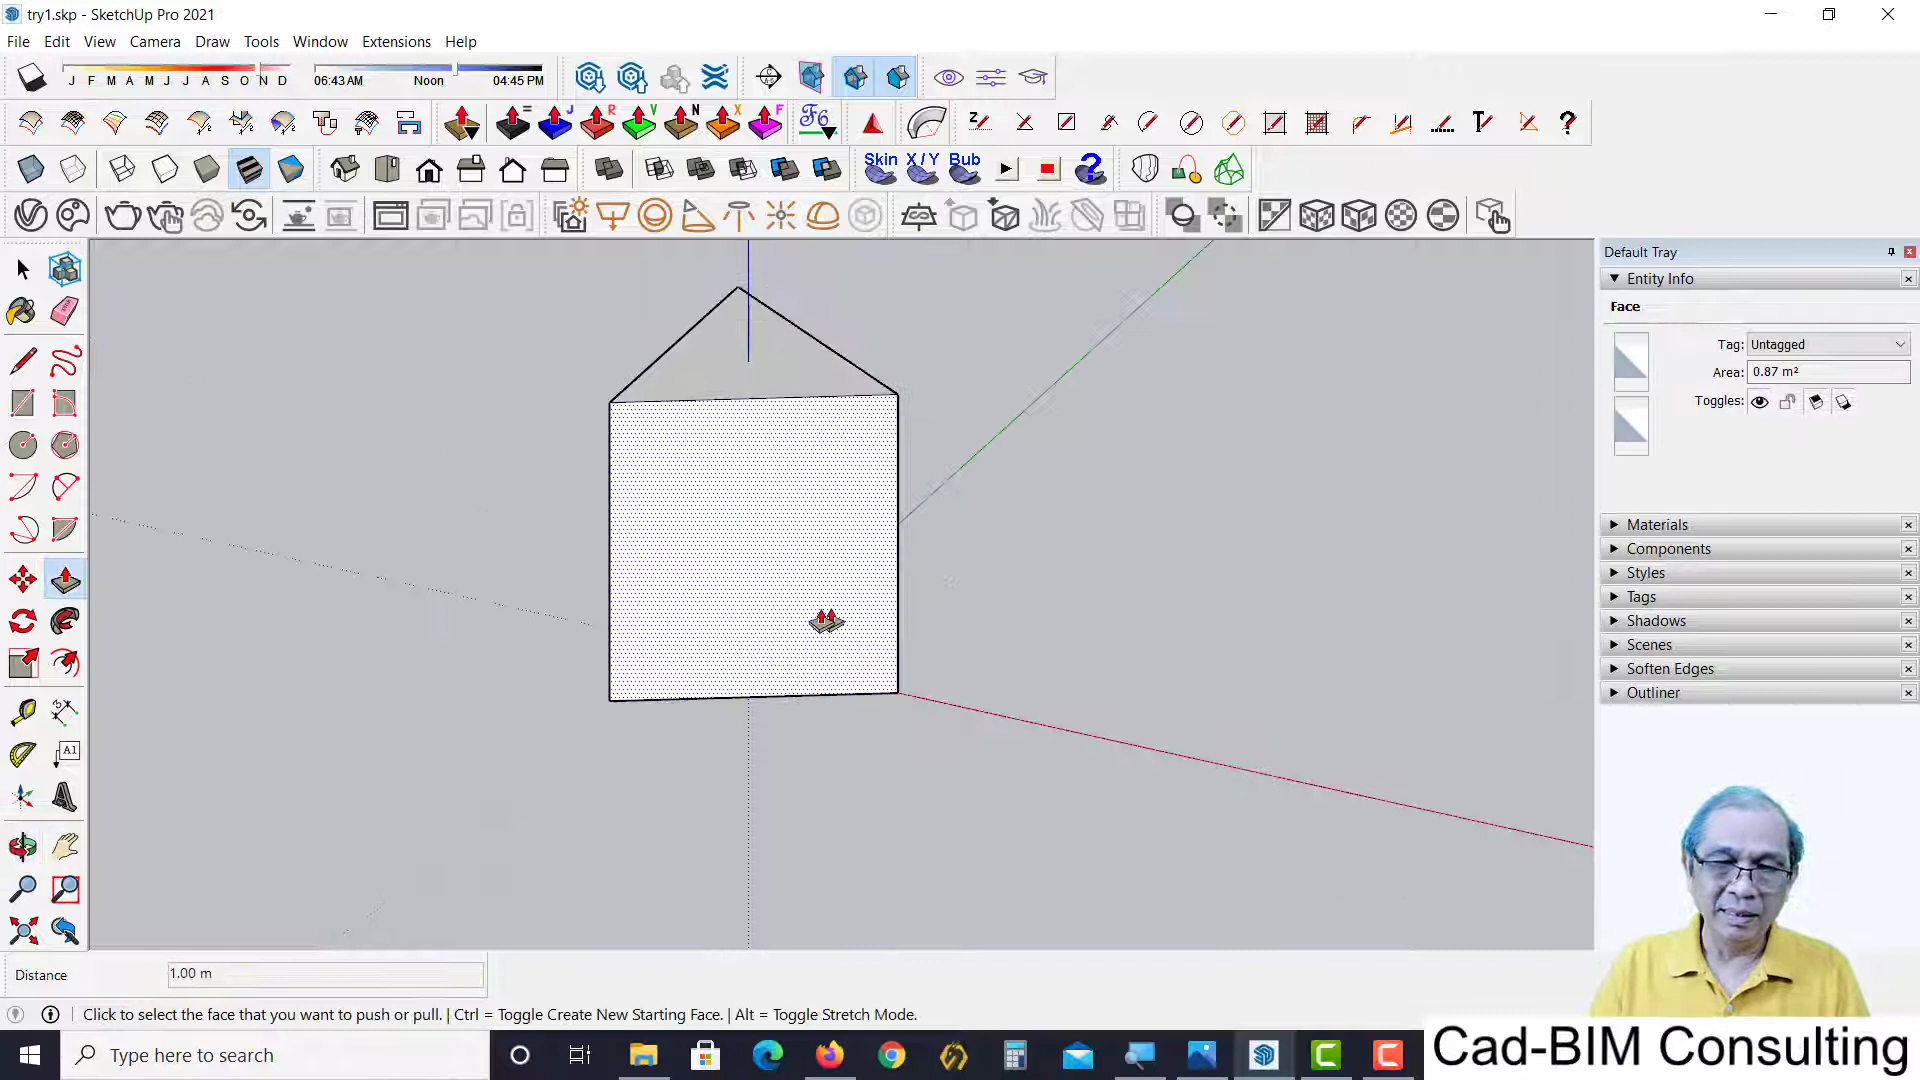 try1.skp - SketchUp Pro 2021
File Edit View Camera Draw Tools Window Extensions Help
J F M A M J J A S O N D 06:43 AM Noon 04:45 PM
= J R V N X F F6 Z T ?
Skin X/Y Bub ?
Default Tray
Entity Info
Face
Tag: Untagged
Area: 0.87 m²
Toggles:
Materials
Components
Styles
Tags
Shadows
Scenes
Soften Edges
Outliner
A1
Distance 1.00 m
Click to select the face that you want to push or pull. | Ctrl = Toggle Create New Starting Face. | Alt = Toggle Stretch Mode.
Type here to search
Cad-BIM Consulting